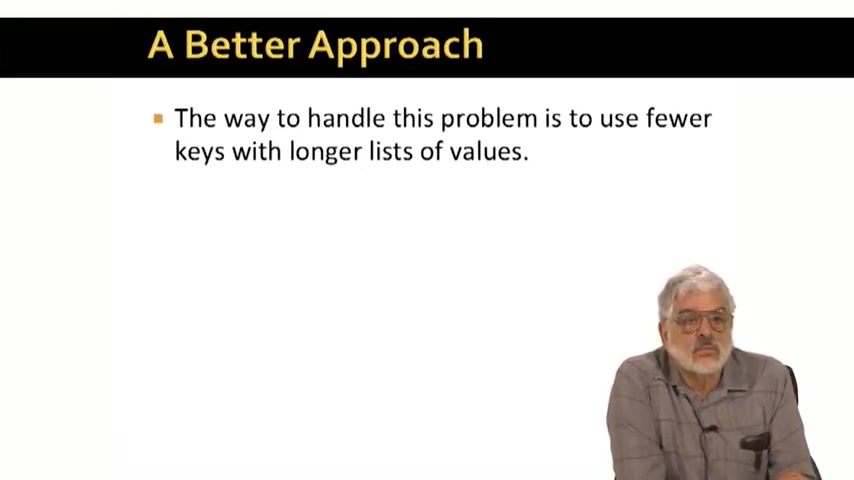 A Better Approach
The way to handle this problem is to use fewer
keys with longer lists of values.